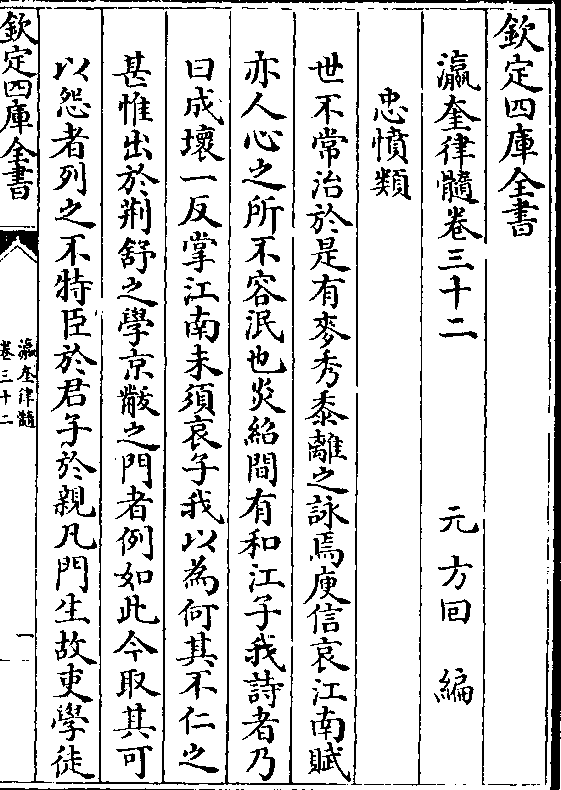 欽定四庫全書
瀛奎律髓卷三十二　元　方回　編
忠憤類
世不常治於是有麥秀黍離之詠焉庾信哀江南賦
亦人心之所不容泯也炎紹間有和江子我詩者乃
曰成壞一反掌江南未須哀子我以為何其不仁之
甚惟出於荆舒之學京黻之門者例如此今取其可
以怨者列之不特臣於君子於親凡門生故吏學徒
欽定四庫全書
瀛奎律髓
卷三十二
一